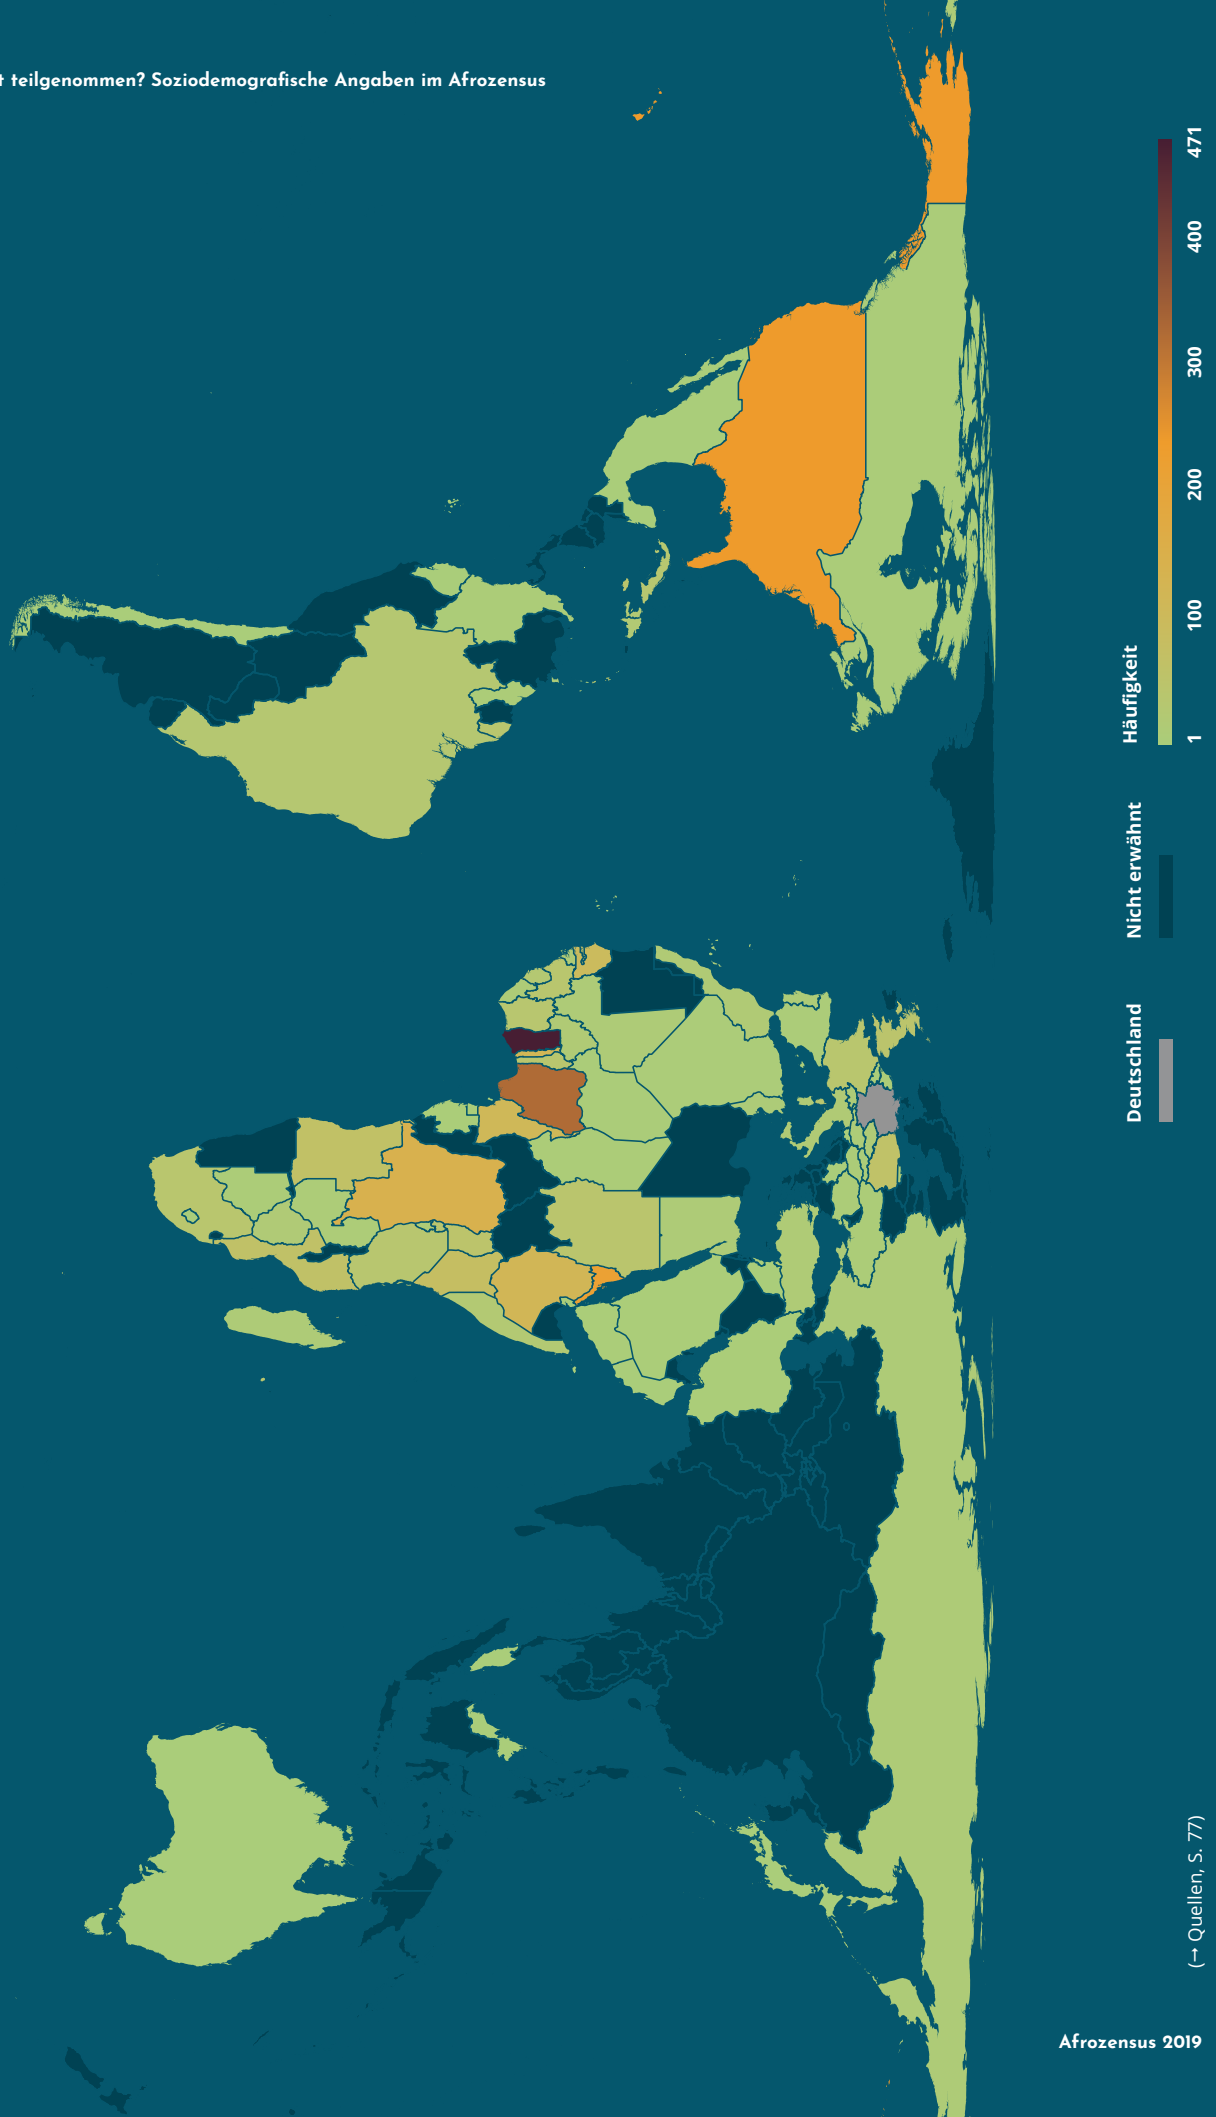 t teilgenommen? Soziodemografische Angaben im Afrozensus
Deutschland
Nicht erwähnt
Häufigkeit
1 100 200 300 400 471
(→ Quellen, S. 77)
Afrozensus 2019